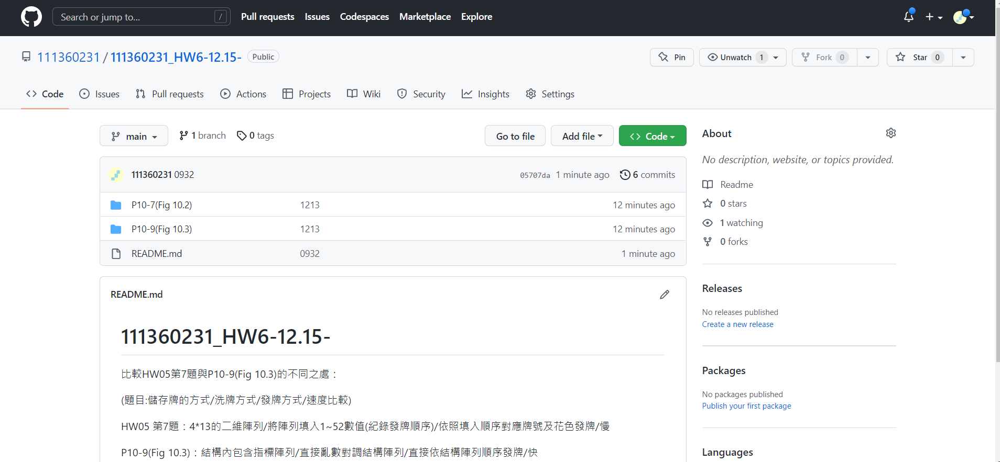 Search or jump to... /
Pull requests Issues Codespaces Marketplace Explore
111360231 / 111360231_HW6-12.15- Public
Pin Unwatch 1 Fork 0 Star 0
Code Issues Pull requests Actions Projects Wiki Security Insights Settings
main 1 branch 0 tags Go to file Add file Code
111360231 0932 05707da 1 minute ago 6 commits
P10-7(Fig 10.2) 1213 12 minutes ago
P10-9(Fig 10.3) 1213 12 minutes ago
README.md 0932 1 minute ago
README.md
111360231_HW6-12.15-
比較HW05第7題與P10-9(Fig 10.3)的不同之處：
(題目:儲存牌的方式/洗牌方式/發牌方式/速度比較)
HW05 第7題：4*13的二維陣列/將陣列填入1~52數值(紀錄發牌順序)/依照填入順序對應牌號及花色發牌/慢
P10-9(Fig 10.3)：結構內包含指標陣列/直接亂數對調結構陣列/直接依結構陣列順序發牌/快
About
No description, website, or topics provided.
Readme
0 stars
1 watching
0 forks
Releases
No releases published
Create a new release
Packages
No packages published
Publish your first package
Languages